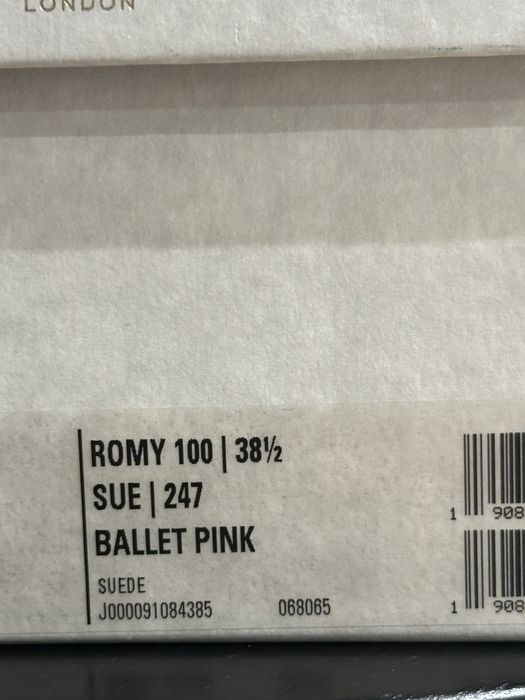 LONDON
ROMY 100 | 38½
SUE | 247
BALLET PINK
SUEDE
J000091084385 068065
1 908
1 908